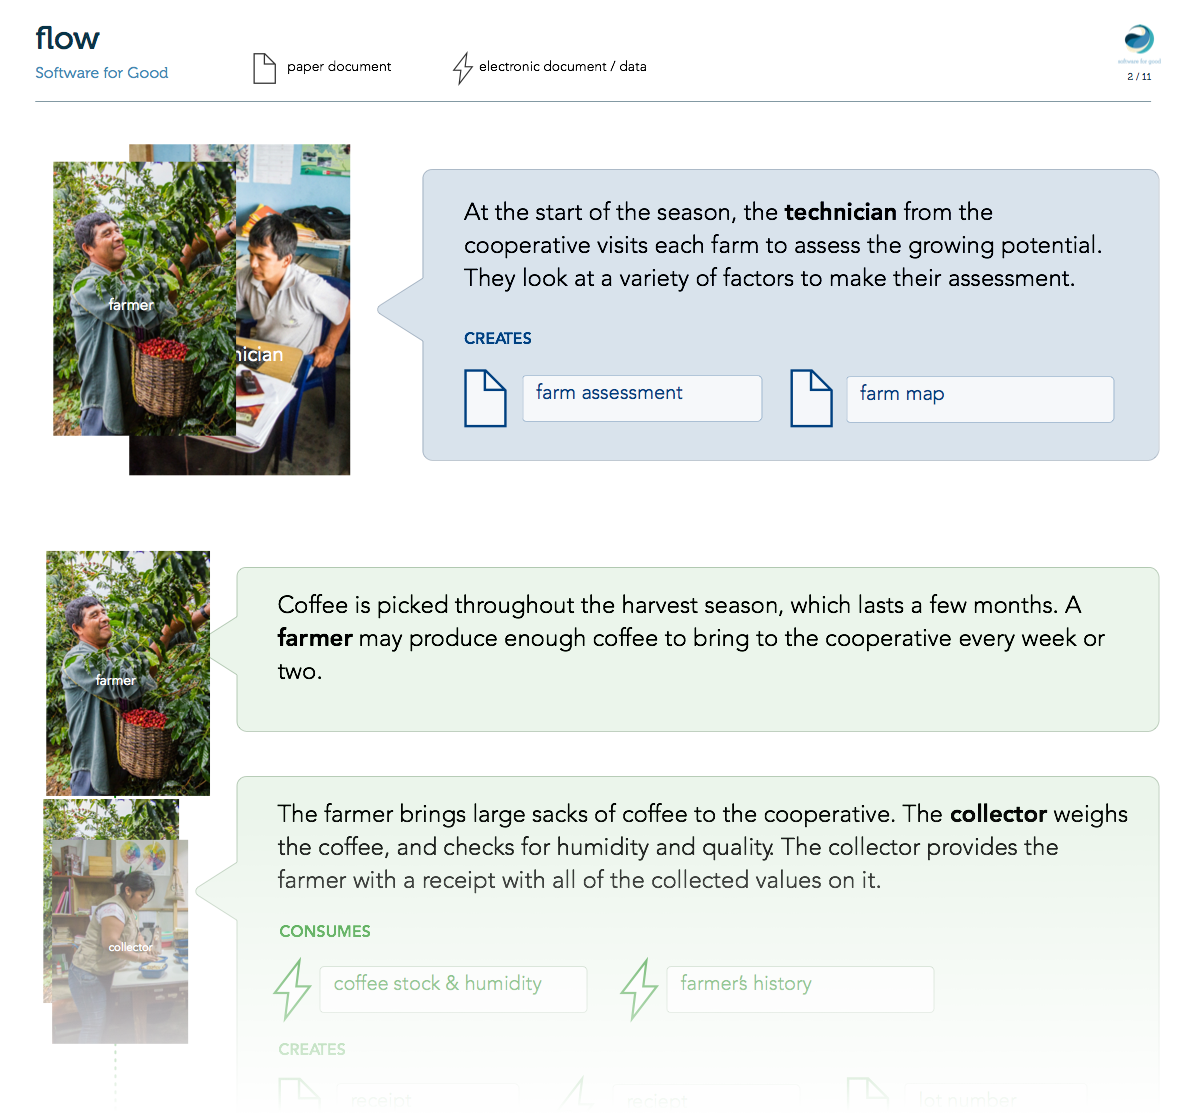 flow
Software for Good
paper document
electronic document / data
software for good
2 / 11
farmer
nician
At the start of the season, the technician from the
cooperative visits each farm to assess the growing potential.
They look at a variety of factors to make their assessment.
CREATES
farm assessment
farm map
farmer
Coffee is picked throughout the harvest season, which lasts a few months. A
farmer may produce enough coffee to bring to the cooperative every week or
two.
collector
The farmer brings large sacks of coffee to the cooperative. The collector weighs
the coffee, and checks for humidity and quality. The collector provides the
farmer with a receipt with all of the collected values on it.
CONSUMES
coffee stock & humidity
farmer's history
CREATES
receipt
receipt
lot number